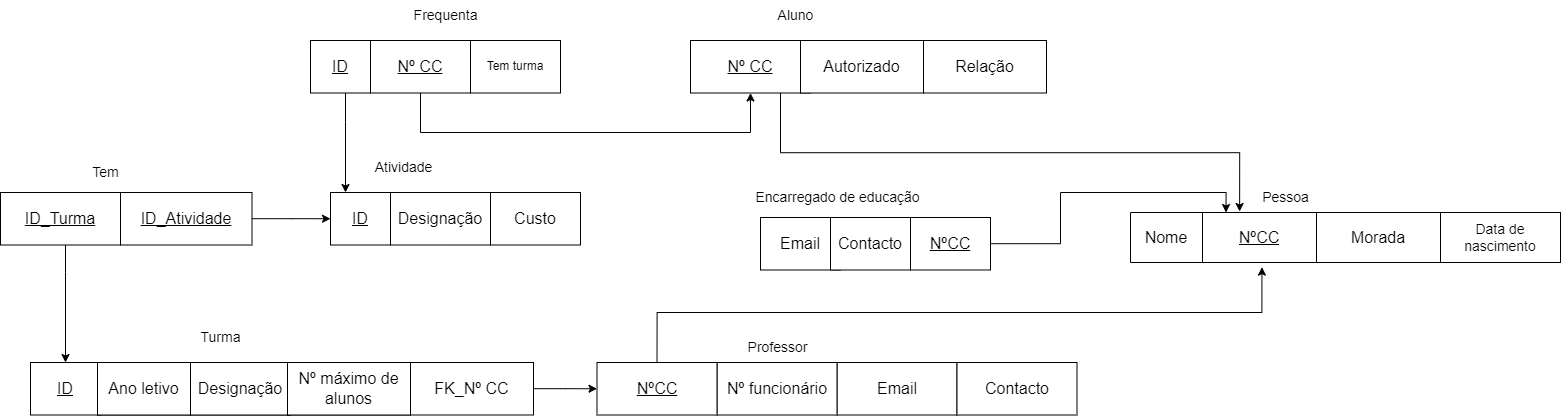 Frequenta
ID
Nº CC
Tem turma
Aluno
Nº CC
Autorizado
Relação
Tem
ID_Turma
ID_Atividade
Atividade
ID
Designação
Custo
Encarregado de educação
Email
Contacto
NºCC
Pessoa
Nome
NºCC
Morada
Data de
nascimento
Turma
ID
Ano letivo
Designação
Nº máximo de
alunos
FK_Nº CC
Professor
NºCC
Nº funcionário
Email
Contacto